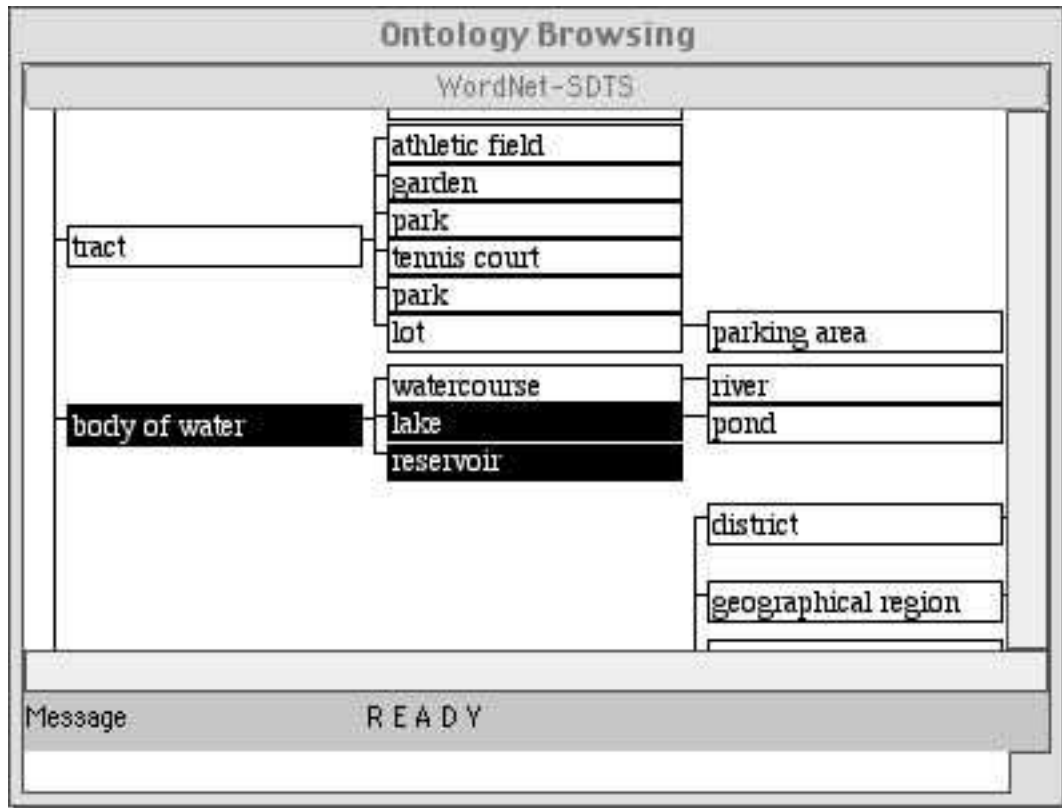 Ontology Browsing
WordNet-SDTS
athletic field
garden
park
tract
tennis court
park
lot
parking area
watercourse
river
body of water
lake
pond
reservoir
district
geographical region
Message
READY